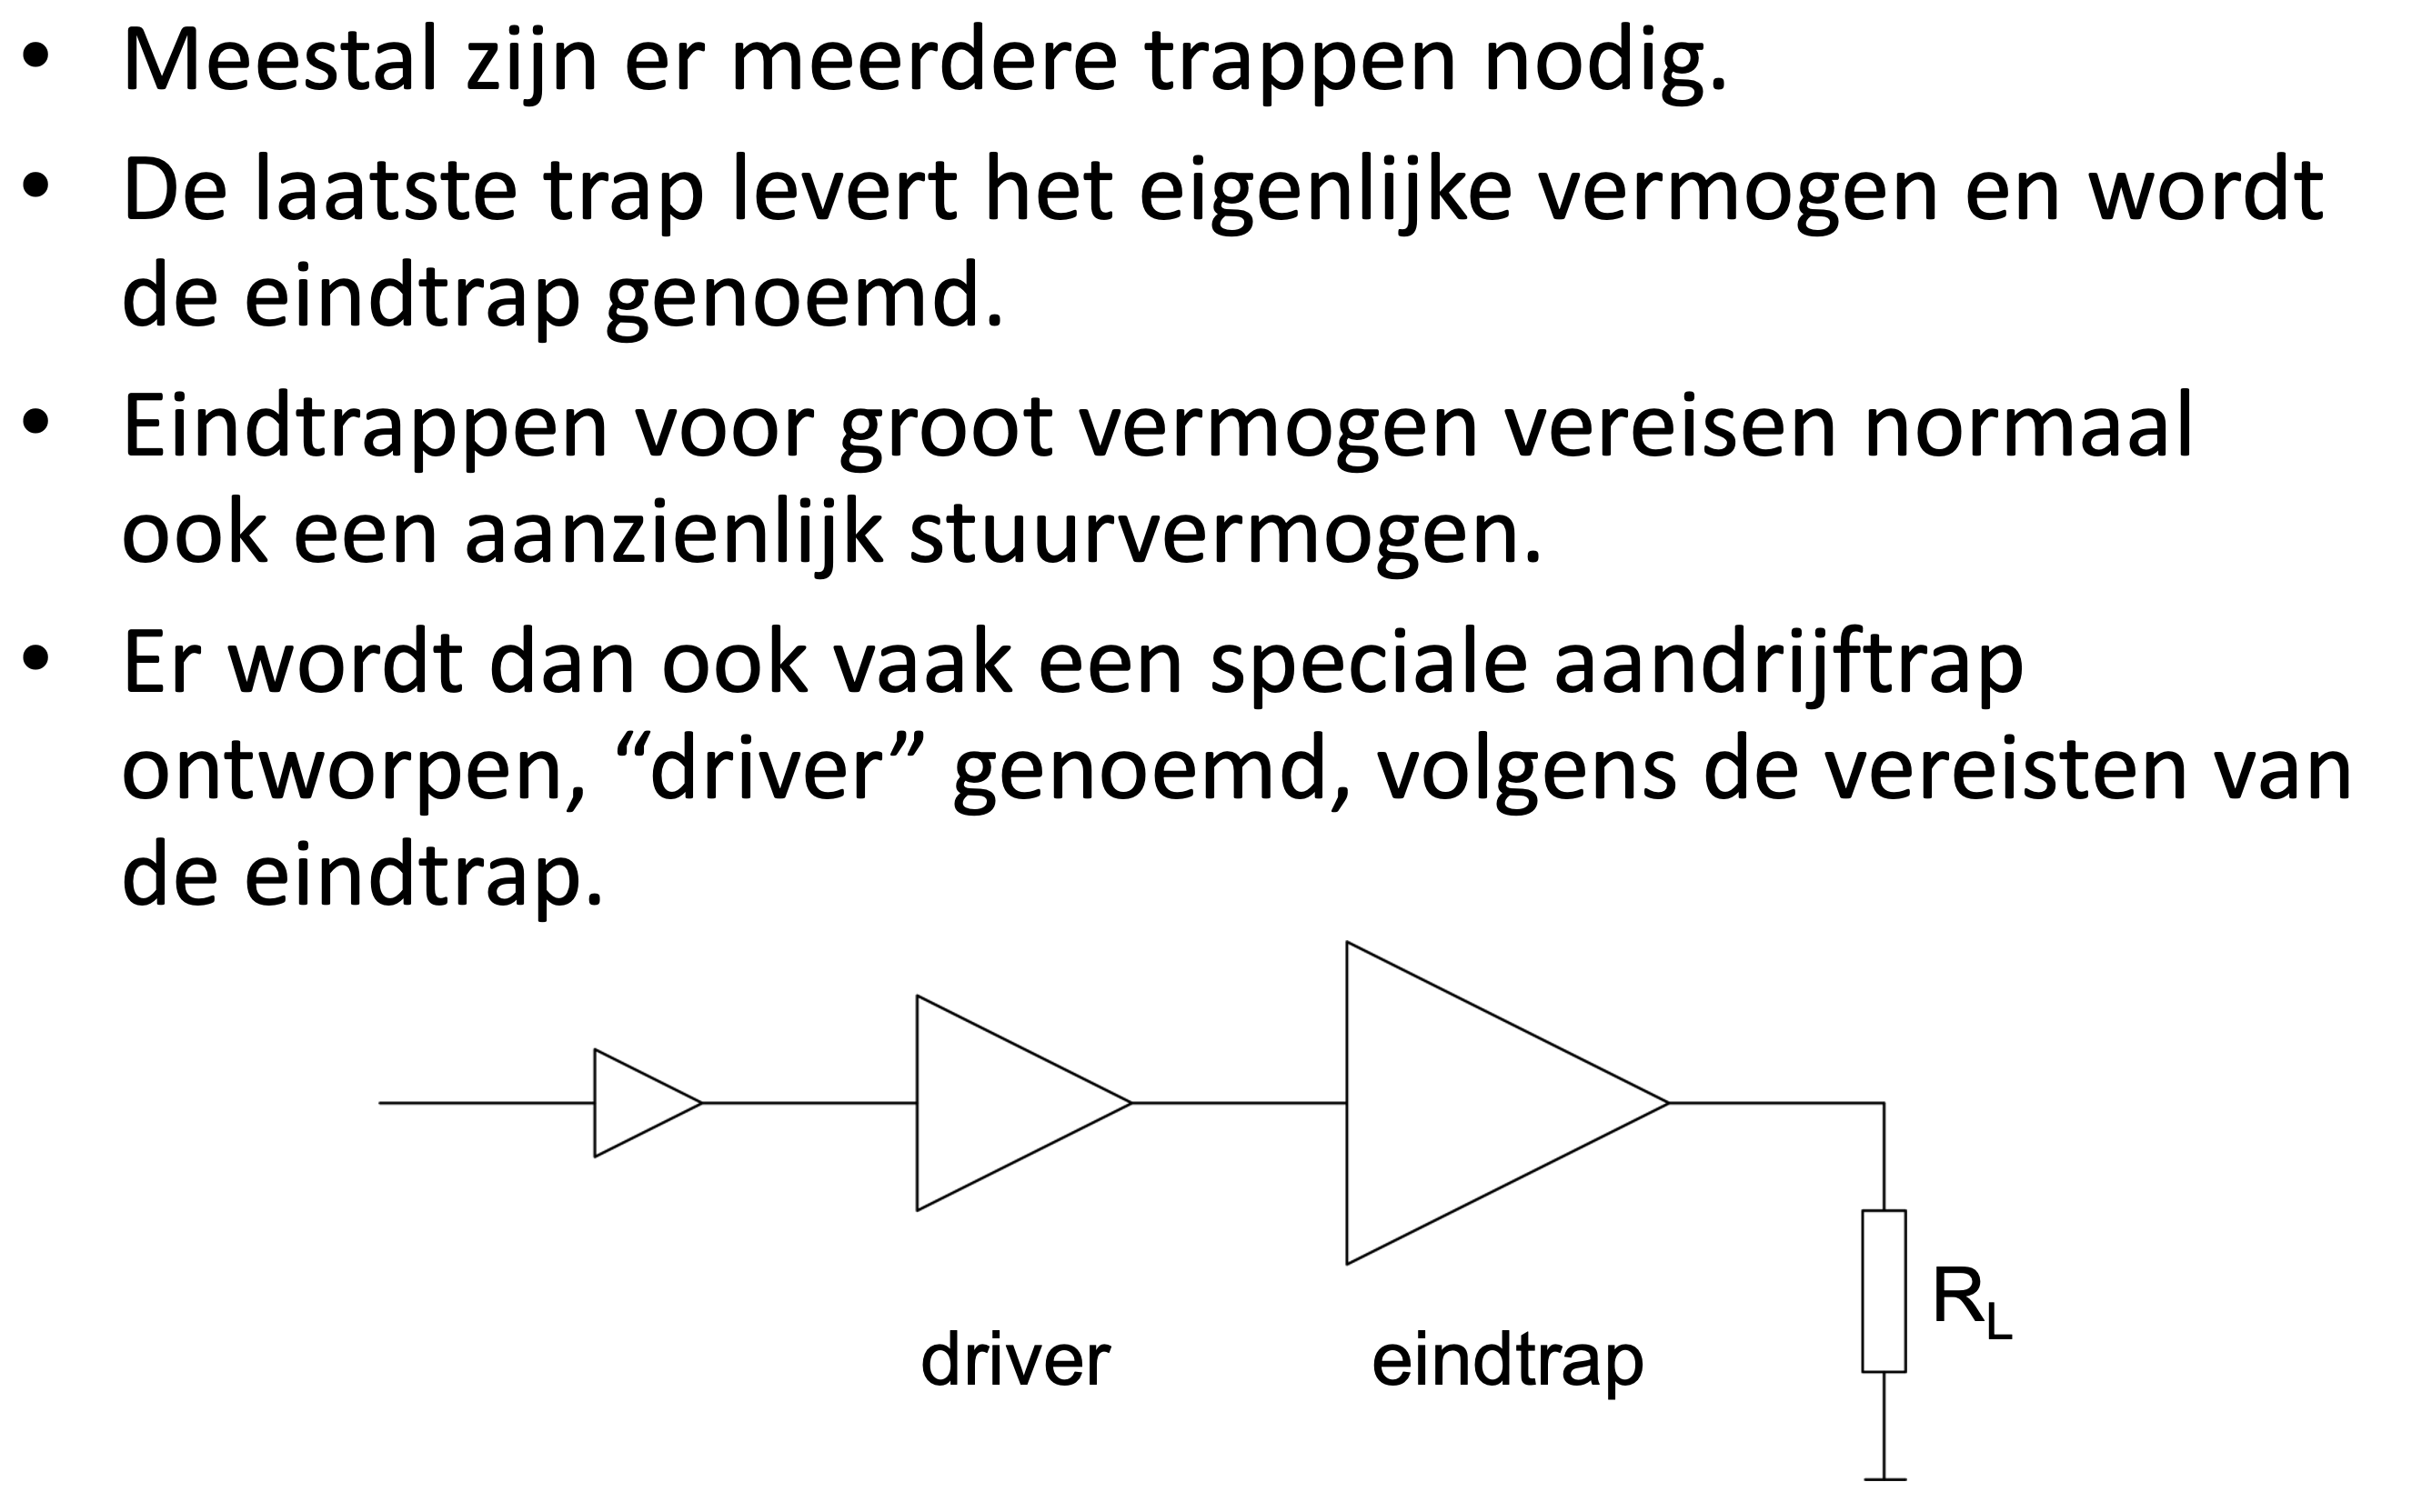 • Meestal zijn er meerdere trappen nodig.
• De laatste trap levert het eigenlijke vermogen en wordt
de eindtrap genoemd.
• Eindtrappen voor groot vermogen vereisen normaal
ook een aanzienlijk stuurvermogen.
• Er wordt dan ook vaak een speciale aandrijftrap
ontworpen, “driver” genoemd, volgens de vereisten van
de eindtrap.
R_L
driver eindtrap